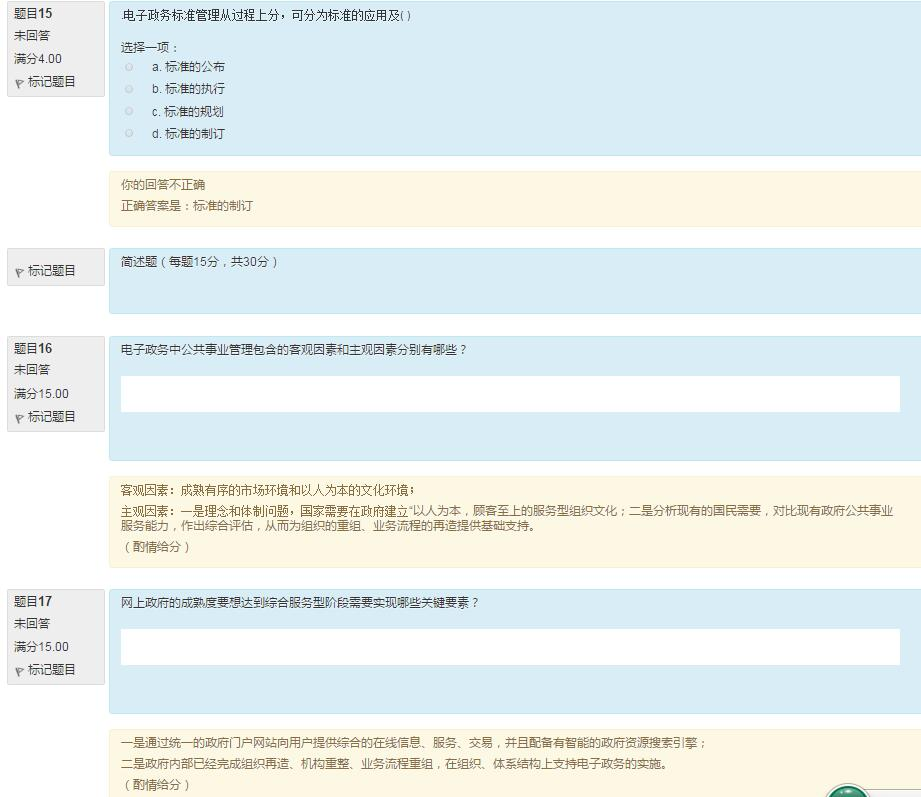 题目15
未回答
满分4.00
标记题目
.电子政务标准管理从过程上分，可分为标准的应用及( )
选择一项：
a. 标准的公布
b. 标准的执行
c. 标准的规划
d. 标准的制订
你的回答不正确
正确答案是：标准的制订
标记题目
简述题（每题15分，共30分）
题目16
未回答
满分15.00
标记题目
电子政务中公共事业管理包含的客观因素和主观因素分别有哪些？
客观因素：成熟有序的市场环境和以人为本的文化环境；
主观因素：一是理念和体制问题，国家需要在政府建立“以人为本，顾客至上的服务型组织文化；二是分析现有的国民需要，对比现有政府公共事业
服务能力，作出综合评估，从而为组织的重组、业务流程的再造提供基础支持。
（酌情给分）
题目17
未回答
满分15.00
标记题目
网上政府的成熟度要想达到综合服务型阶段需要实现哪些关键要素？
一是通过统一的政府门户网站向用户提供综合的在线信息、服务、交易，并且配备有智能的政府资源搜索引擎；
二是政府内部已经完成组织再造、机构重整、业务流程重组，在组织、体系结构上支持电子政务的实施。
（酌情给分）